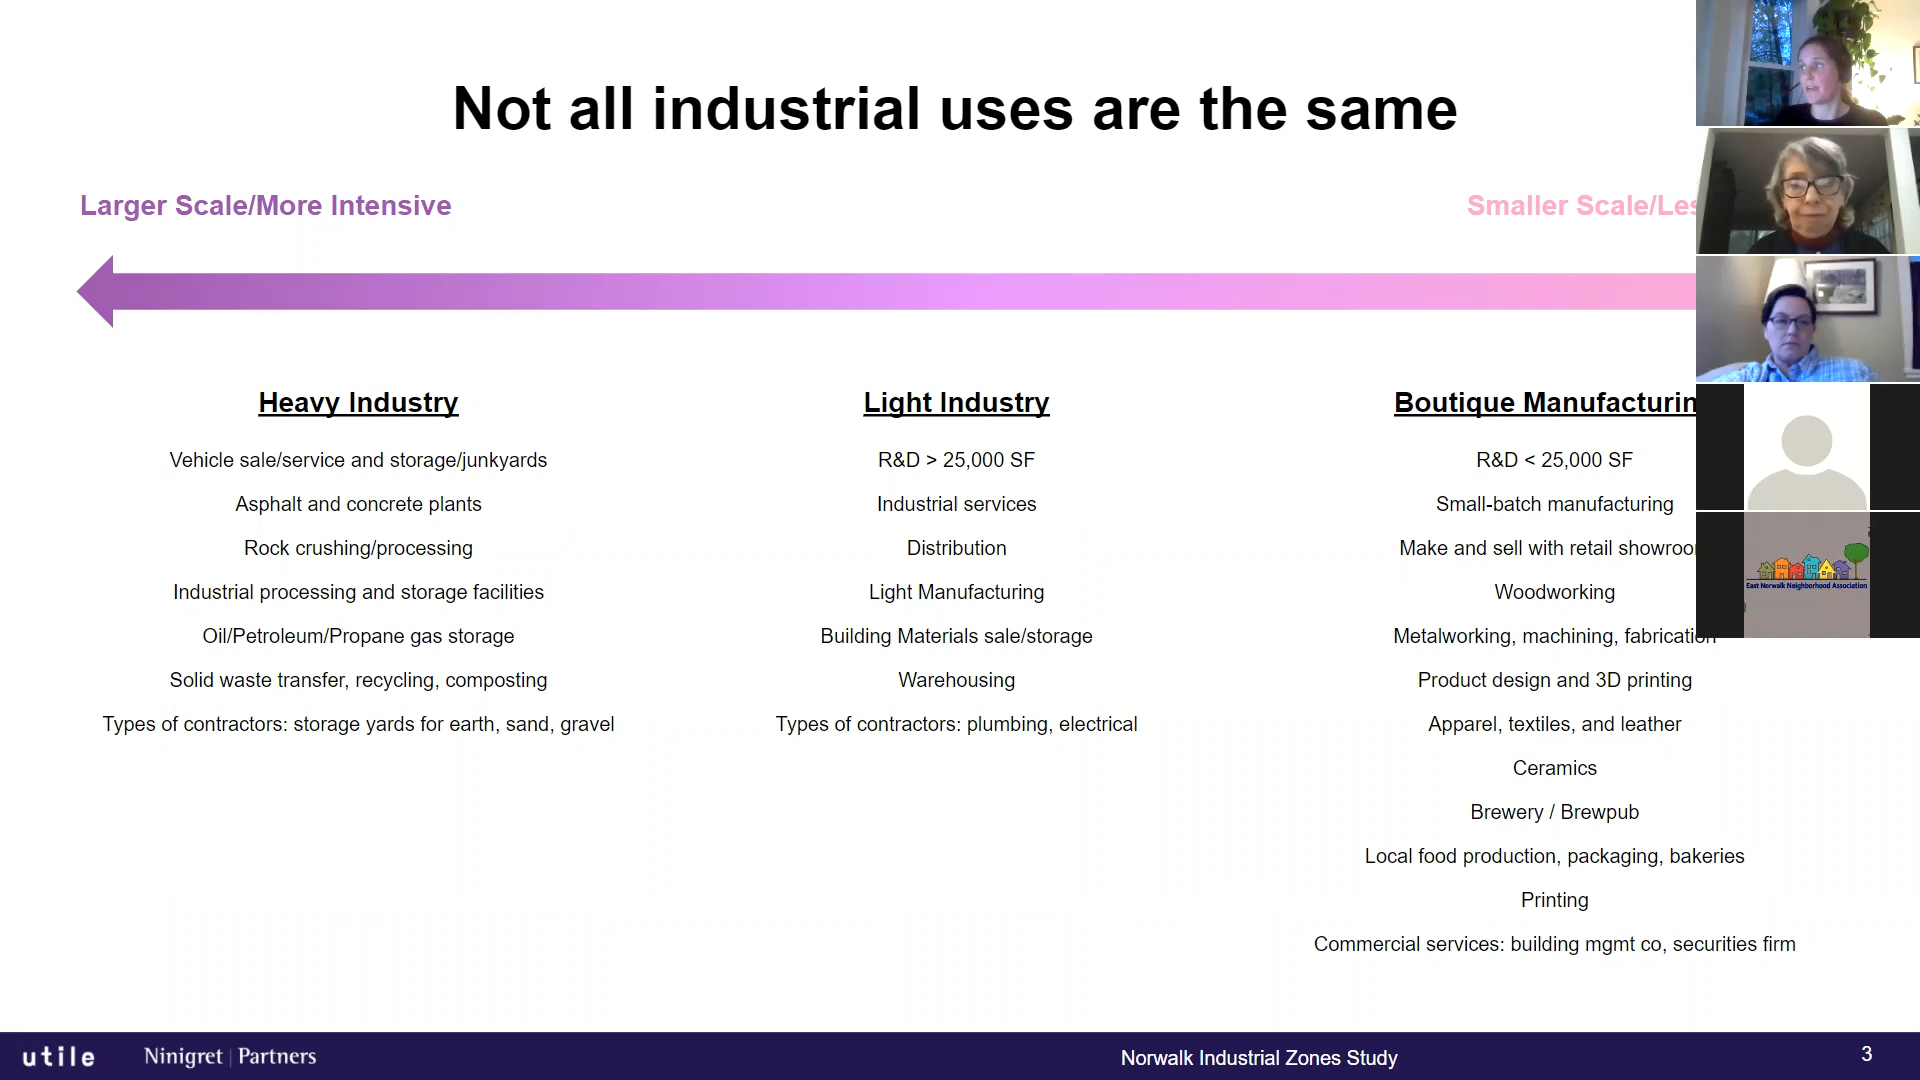 Not all industrial uses are the same
Larger Scale/More Intensive
Smaller Scale/Les
Heavy Industry
Vehicle sale/service and storage/junkyards
Asphalt and concrete plants
Rock crushing/processing
Industrial processing and storage facilities
Oil/Petroleum/Propane gas storage
Solid waste transfer, recycling, composting
Types of contractors: storage yards for earth, sand, gravel
Light Industry
R&D > 25,000 SF
Industrial services
Distribution
Light Manufacturing
Building Materials sale/storage
Warehousing
Types of contractors: plumbing, electrical
Boutique Manufacturin
R&D < 25,000 SF
Small-batch manufacturing
Make and sell with retail showroo
Woodworking
Metalworking, machining, fabrication
Product design and 3D printing
Apparel, textiles, and leather
Ceramics
Brewery / Brewpub
Local food production, packaging, bakeries
Printing
Commercial services: building mgmt co, securities firm
East Norwalk Neighborhood Association
utile
Ninigret | Partners
Norwalk Industrial Zones Study
3